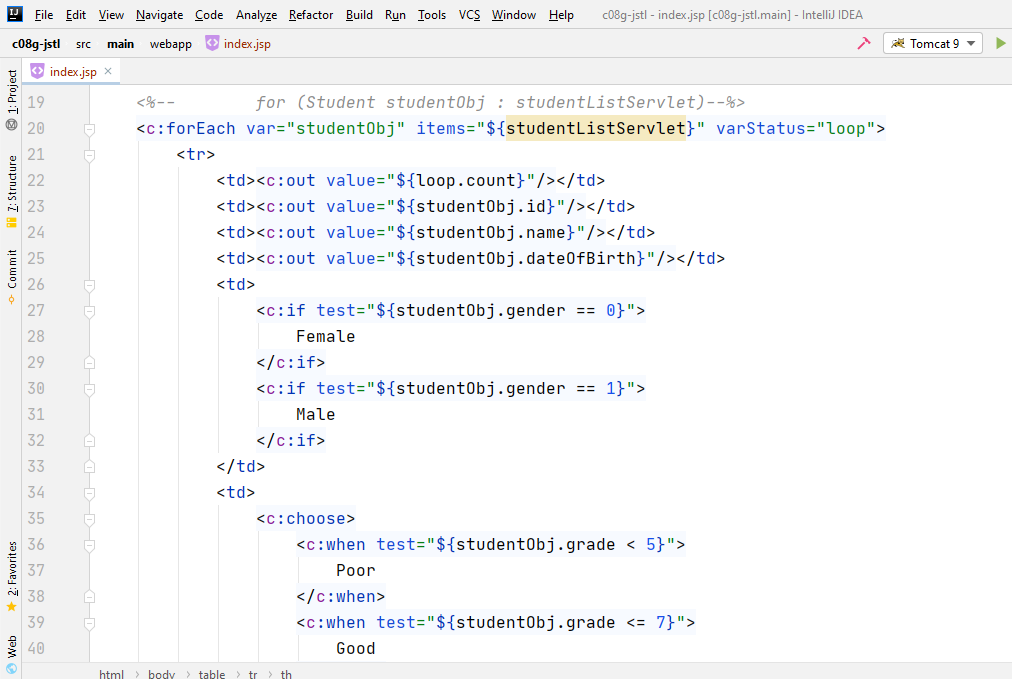 IJ File Edit View Navigate Code Analyze Refactor Build Run Tools VCS Window Help c08g-jstl - index.jsp [c08g-jstl.main] - IntelliJ IDEA
c08g-jstl src main webapp index.jsp Tomcat 9
index.jsp
1: Project
7: Structure
Commit
2: Favorites
Web
19 <%-- for (Student studentObj : studentListServlet)--%>
20 <c:forEach var="studentObj" items="${studentListServlet}" varStatus="loop">
21 <tr>
22 <td><c:out value="${loop.count}"/></td>
23 <td><c:out value="${studentObj.id}"/></td>
24 <td><c:out value="${studentObj.name}"/></td>
25 <td><c:out value="${studentObj.dateOfBirth}"/></td>
26 <td>
27 <c:if test="${studentObj.gender == 0}">
28 Female
29 </c:if>
30 <c:if test="${studentObj.gender == 1}">
31 Male
32 </c:if>
33 </td>
34 <td>
35 <c:choose>
36 <c:when test="${studentObj.grade < 5}">
37 Poor
38 </c:when>
39 <c:when test="${studentObj.grade <= 7}">
40 Good
html body table tr th